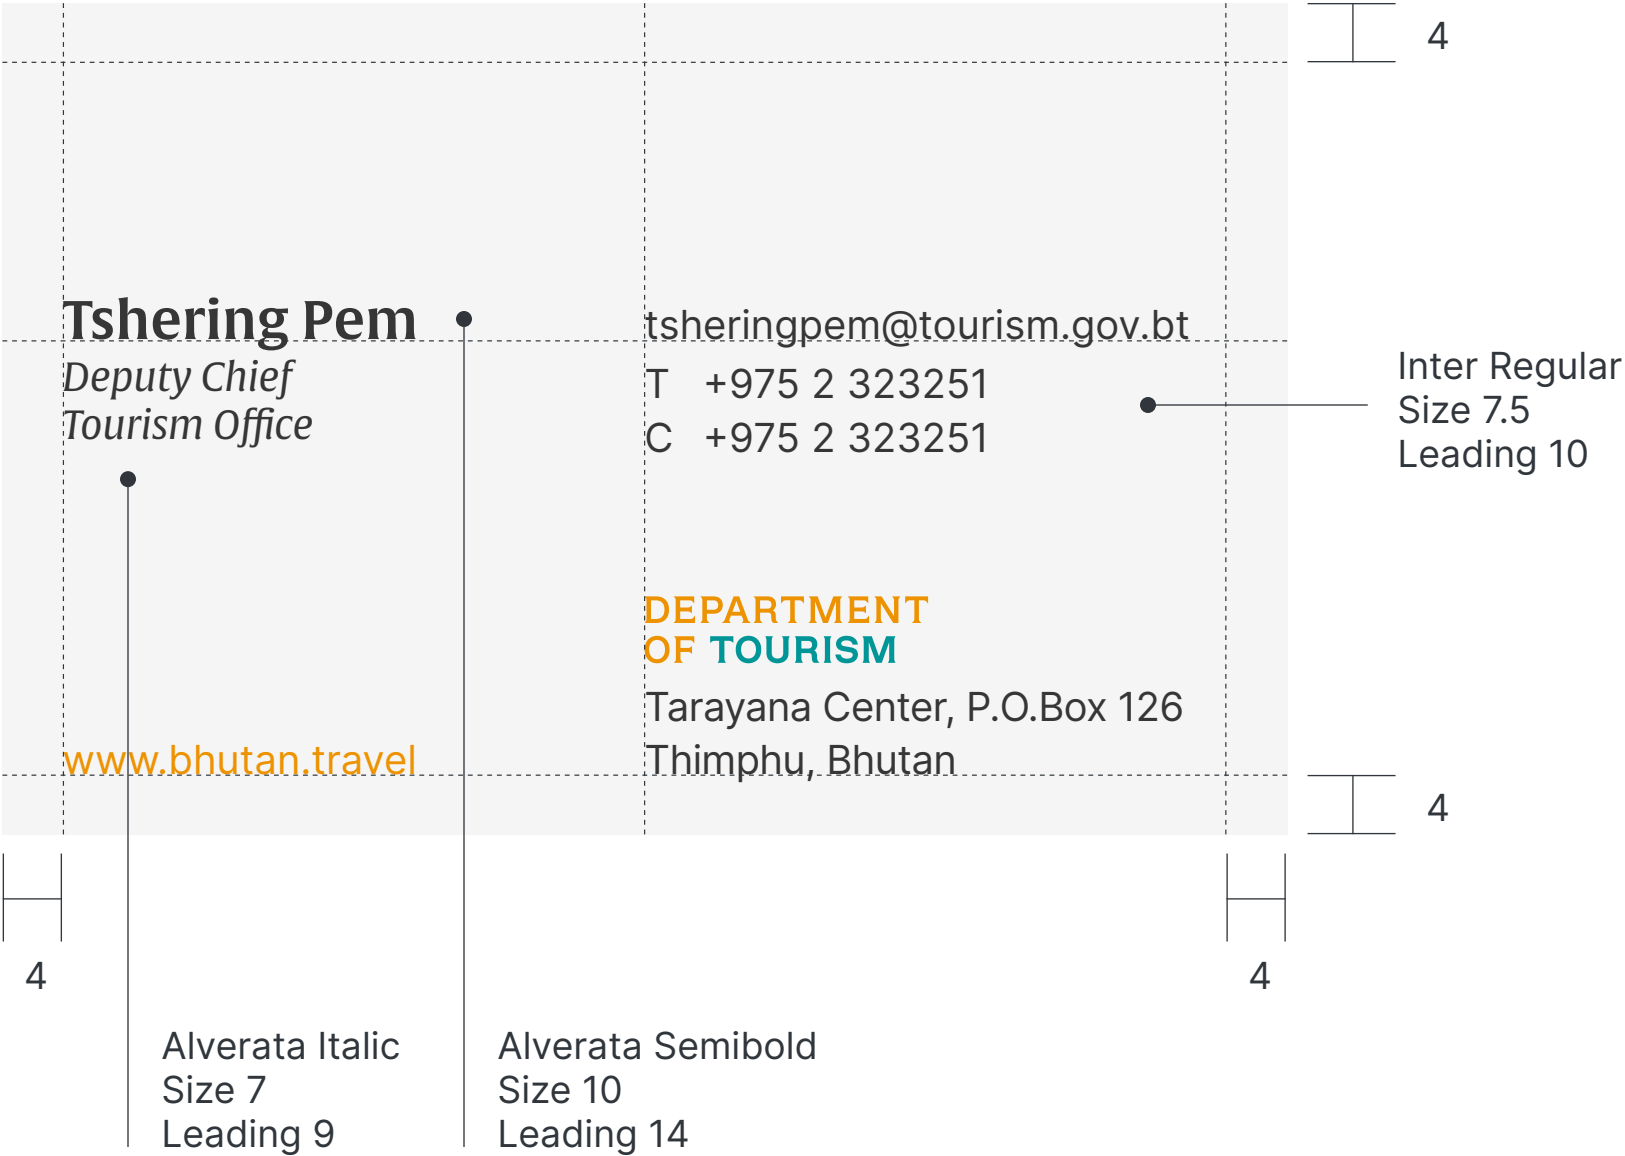 4
Tshering Pem
Deputy Chief
Tourism Office
www.bhutan.travel
tsheringpem@tourism.gov.bt
T +975 2 323251
C +975 2 323251
DEPARTMENT
OF TOURISM
Tarayana Center, P.O.Box 126
Thimphu, Bhutan
Inter Regular
Size 7.5
Leading 10
4
4
4
Alverata Italic
Size 7
Leading 9
Alverata Semibold
Size 10
Leading 14